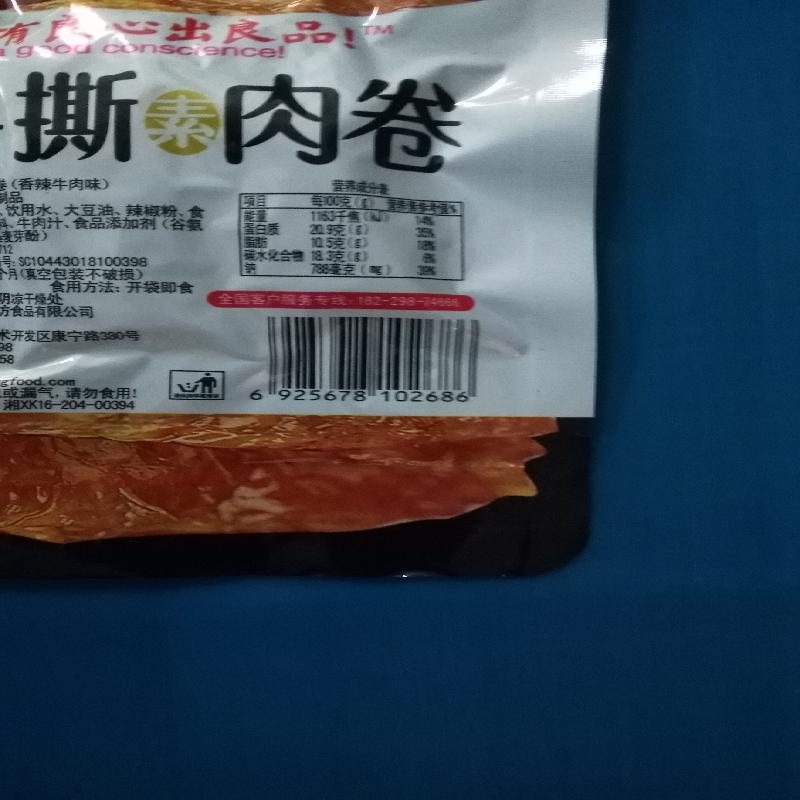 有良心出良品!™
a good conscience!
撕素肉卷
卷(香辣牛肉味)
制品
、饮用水、大豆油、辣椒粉、食
、牛肉汁、食品添加剂(谷氨
麦芽酚)
712
号:SC10443018100398
个月(真空包装不破损)
食用方法:开袋即食
阴凉干燥处
方食品有限公司
术开发区康宁路380号
98
58
gfood.com
或漏气,请勿食用!
湘XK16-204-00394
营养成分表
项目 每100克(g) 营养素参考值%
能量 1163千焦(kJ) 14%
蛋白质 20.9克(g) 35%
脂肪 10.5克(g) 18%
碳水化合物 18.3克(g) 6%
钠 788毫克(mg) 39%
全国客户服务专线:182-298-74666
6 925678 102686